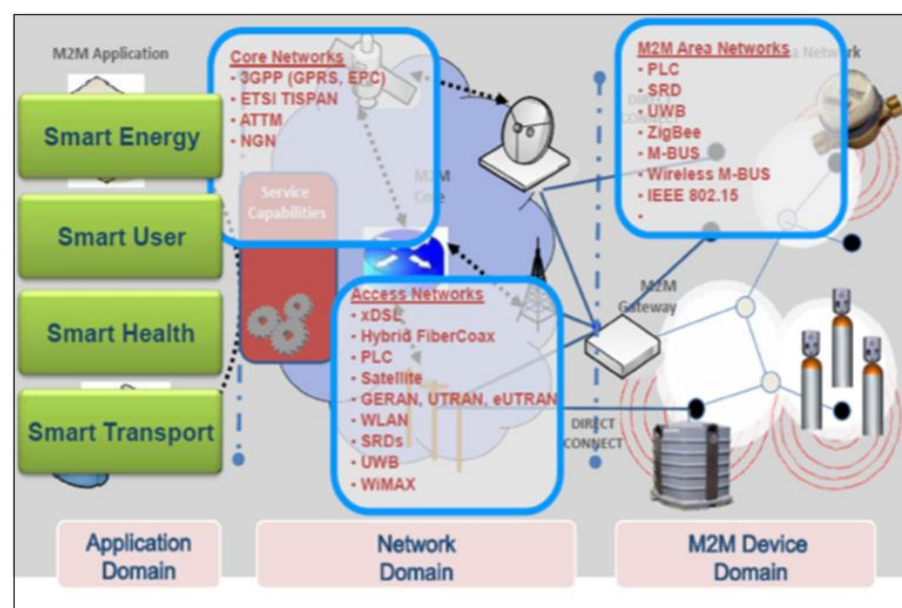 M2M Application
Smart Energy
Smart User
Smart Health
Smart Transport
Core Networks
• 3GPP (GPRS, EPC)
• ETSI TISPAN
• ATTM
• NGN
Service
Capabilities
M2M
Core
Access Networks
• xDSL
• Hybrid FiberCoax
• PLC
• Satellite
• GERAN, UTRAN, eUTRAN
• WLAN
• SRDs
• UWB
• WiMAX
M2M Area Networks
• PLC
• SRD
• UWB
• ZigBee
• M-BUS
• Wireless M-BUS
• IEEE 802.15
•
Network
DIRECT
CONNECT
M2M
Gateway
DIRECT
CONNECT
Application
Domain
Network
Domain
M2M Device
Domain